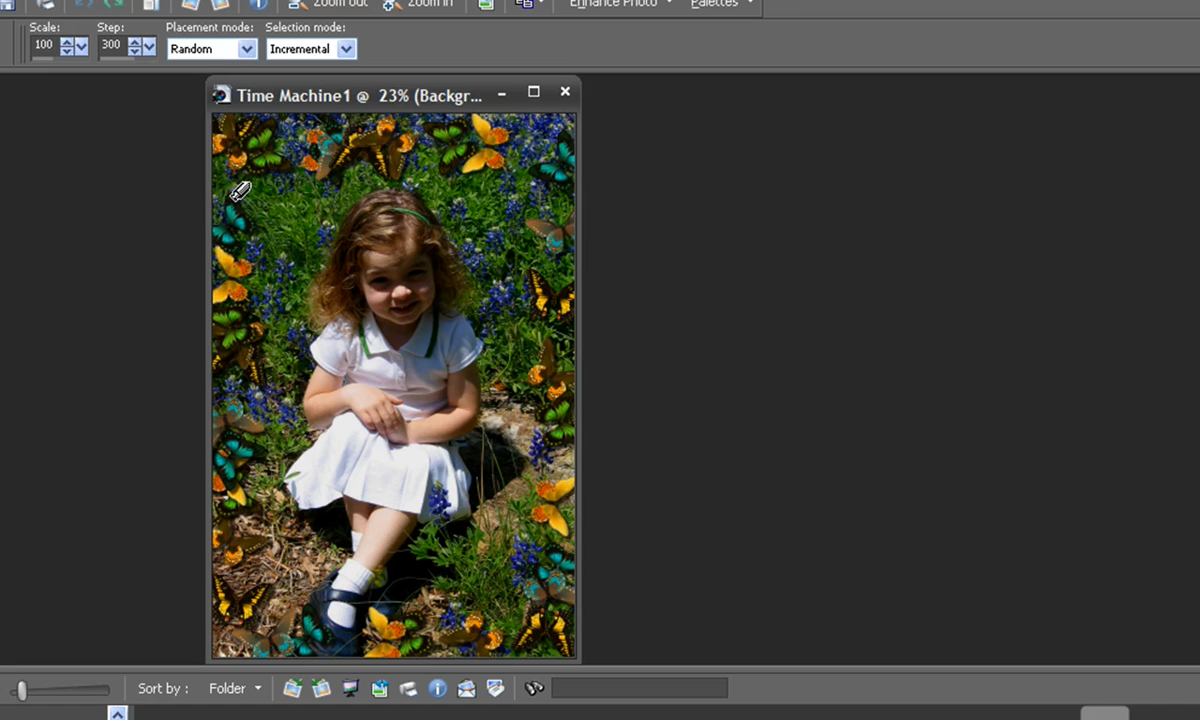 Zoom out Zoom in Enhance Photo Palettes
Scale: Step: Placement mode: Selection mode:
100 300 Random Incremental
Time Machine1 @ 23% (Backgr...
Sort by : Folder